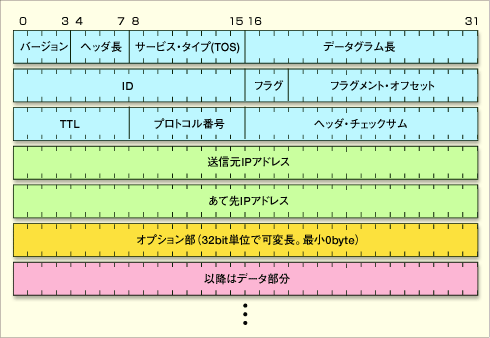 0 3 4 7 8 15 16 31
バージョン ヘッダ長 サービス・タイプ(TOS) データグラム長
ID フラグ フラグメント・オフセット
TTL プロトコル番号 ヘッダ・チェックサム
送信元IPアドレス
あて先IPアドレス
オプション部（32bit単位で可変長。最小0byte）
以降はデータ部分